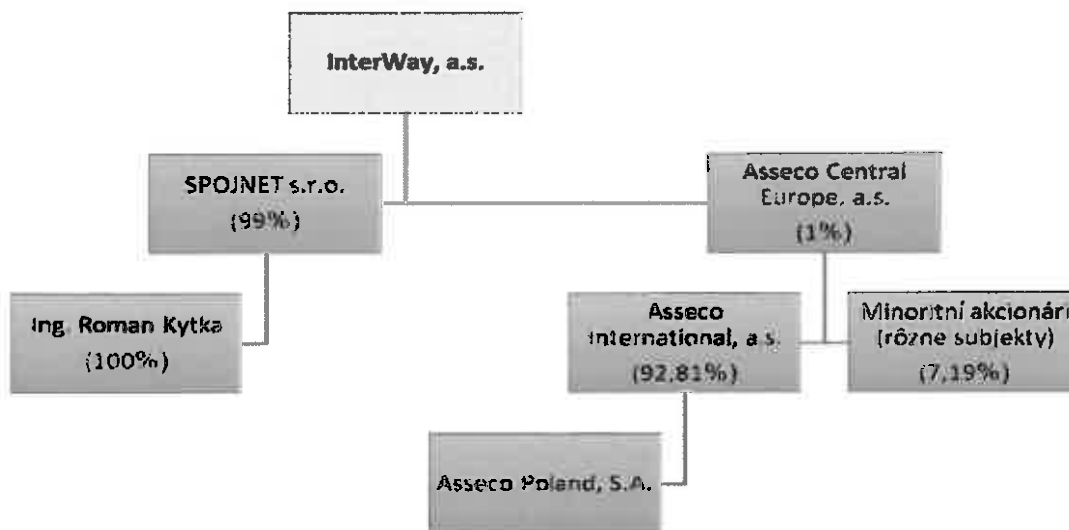 InterWay, a.s.
SPOJNET s.r.o.
(99%)
Asseco Central
Europe, a.s.
(1%)
Ing. Roman Kytka
(100%)
Asseco
International, a.s.
(92,81%)
Minoritní akcionári
(rôzne subjekty)
(7,19%)
Asseco Poland, S.A.